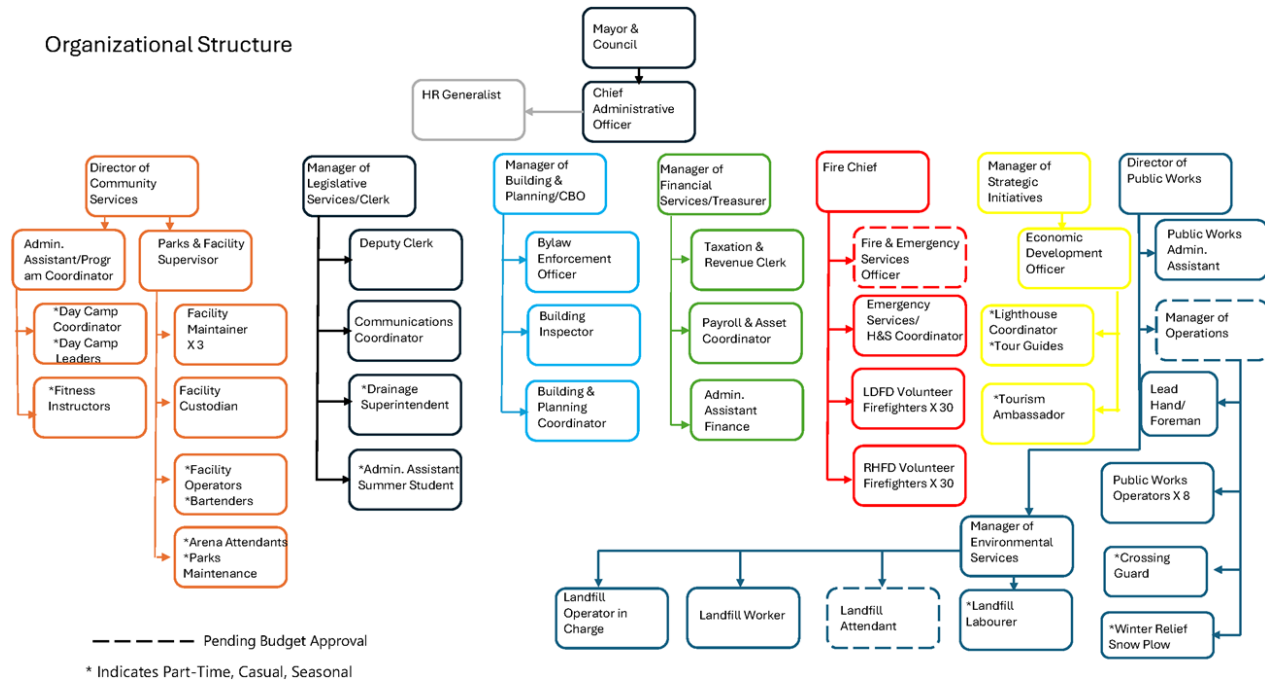 Organizational Structure
Mayor &
Council
HR Generalist
Chief
Administrative
Officer
Director of
Community
Services
Manager of
Legislative
Services/Clerk
Manager of
Building &
Planning/CBO
Manager of
Financial
Services/Treasurer
Fire Chief
Manager of
Strategic
Initiatives
Director of
Public Works
Admin.
Assistant/Progr
am Coordinator
Parks & Facility
Supervisor
Deputy Clerk
Bylaw
Enforcement
Officer
Taxation &
Revenue Clerk
Fire & Emergency
Services
Officer
Economic
Development
Officer
Public Works
Admin.
Assistant
*Day Camp
Coordinator
*Day Camp
Leaders
Facility
Maintainer
X 3
Communications
Coordinator
Building
Inspector
Payroll & Asset
Coordinator
Emergency
Services/
H&S Coordinator
*Lighthouse
Coordinator
*Tour Guides
Manager of
Operations
*Fitness
Instructors
Facility
Custodian
*Drainage
Superintendent
Building &
Planning
Coordinator
Admin.
Assistant
Finance
LDFD Volunteer
Firefighters X 30
*Tourism
Ambassador
Lead
Hand/
Foreman
*Facility
Operators
*Bartenders
*Admin. Assistant
Summer Student
RHFD Volunteer
Firefighters X 30
Public Works
Operators X 8
*Arena Attendants
*Parks
Maintenance
Manager of
Environmental
Services
*Crossing
Guard
Landfill
Operator in
Charge
Landfill Worker
Landfill
Attendant
*Landfill
Labourer
*Winter Relief
Snow Plow
Pending Budget Approval
* Indicates Part-Time, Casual, Seasonal